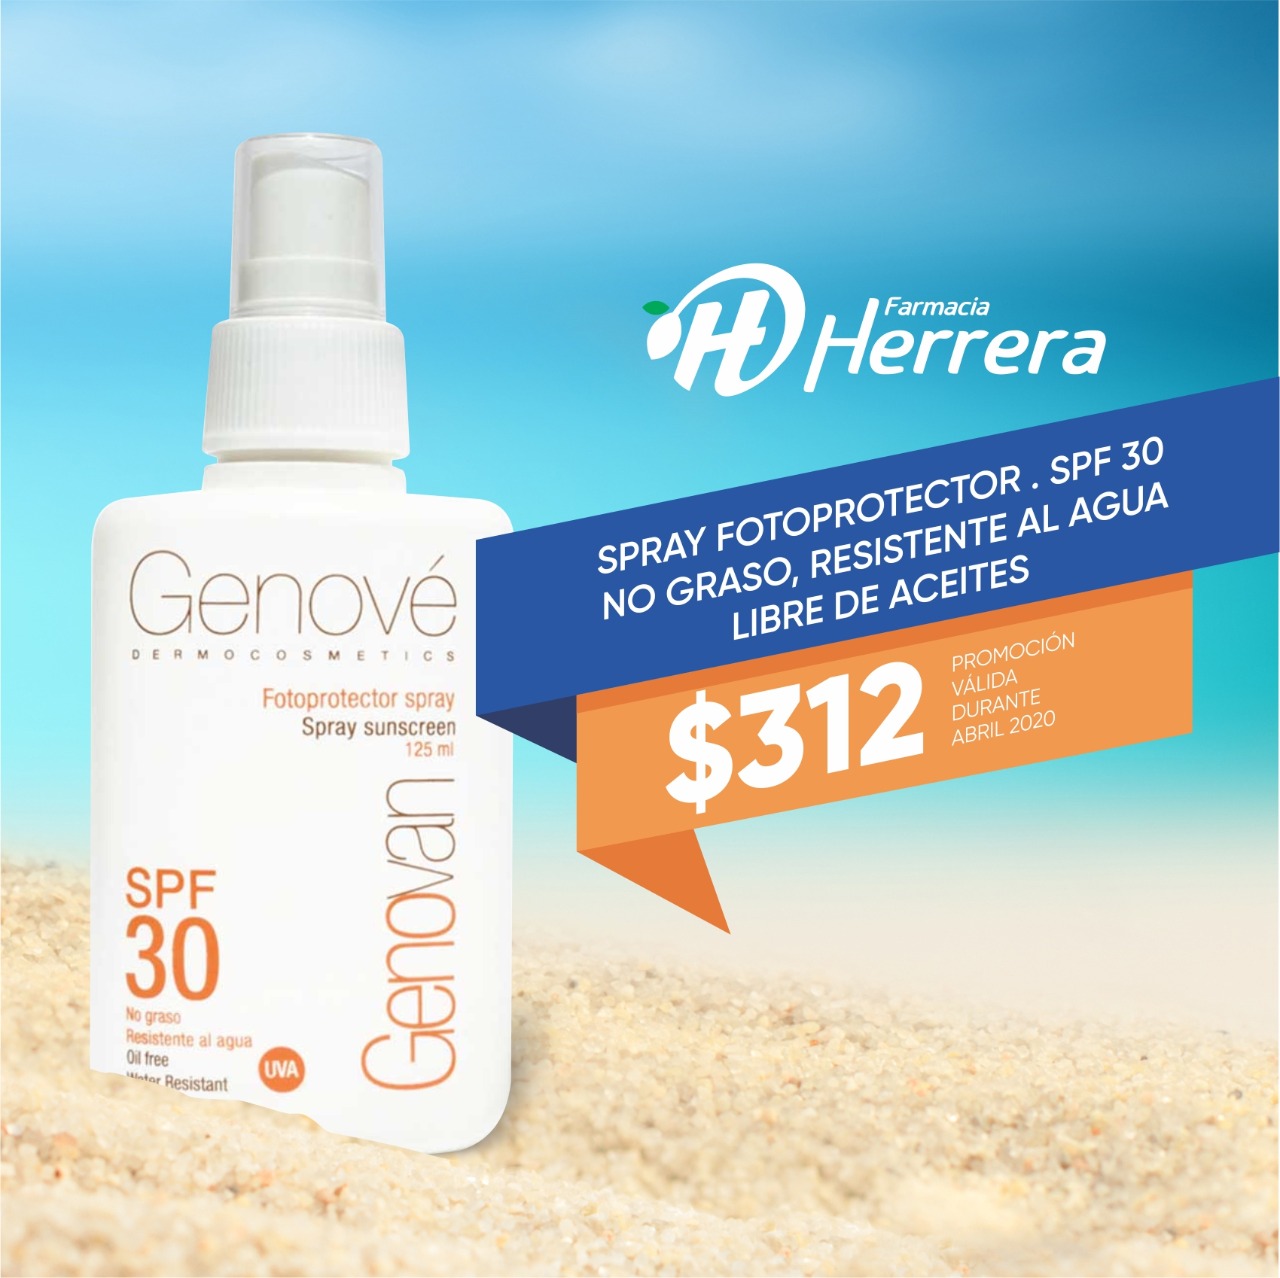 Farmacia
Herrera
SPRAY FOTOPROTECTOR . SPF 30
NO GRASO, RESISTENTE AL AGUA
LIBRE DE ACEITES
$312
PROMOCIÓN
VÁLIDA
DURANTE
ABRIL 2020
Genové
DERMOCOSMETICS
Fotoprotector spray
Spray sunscreen
125 ml
Genovan
SPF
30
No graso
Resistente al agua
Oil free
Water Resistant
UVA